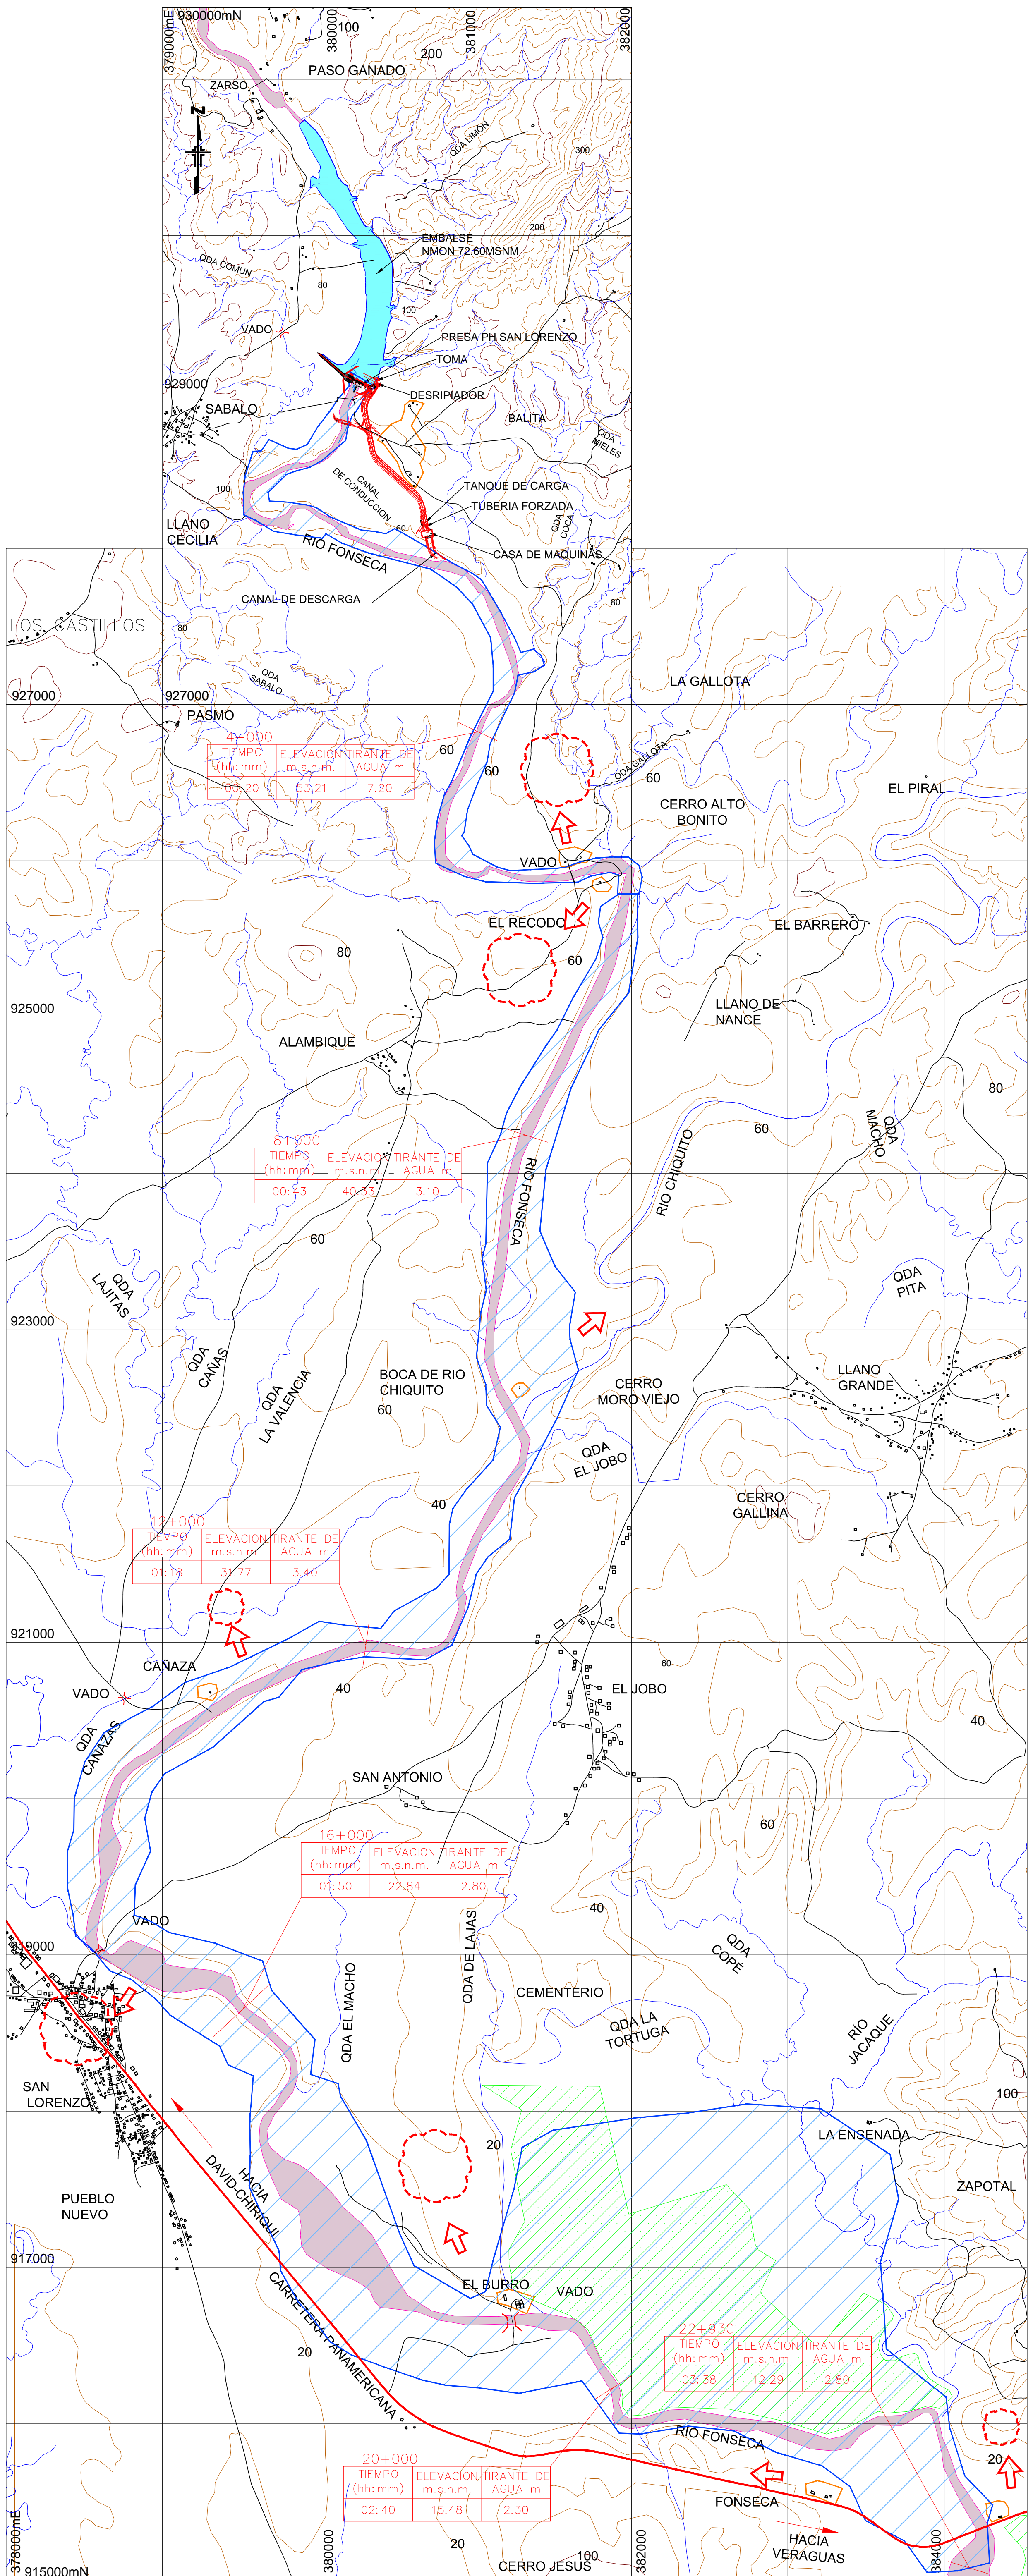 930000mN
379000mE
380000
381000
382000
100
200
PASO GANADO
ZARSO
N
QDA LIMON
300
200
EMBALSE
NMON 72,60MSNM
QDA COMUN
80
100
VADO
PRESA PH SAN LORENZO
TOMA
929000
DESRIPIADOR
SABALO
BALITA
QDA
MIELES
CANAL
DE CONDUCCION
100
TANQUE DE CARGA
TUBERIA FORZADA
QDA
COCA
LLANO
CECILIA
60
RIO FONSECA
CASA DE MAQUINAS
CANAL DE DESCARGA
80
LOS CASTILLOS
80
QDA
SABALO
LA GALLOTA
927000
927000
PASMO
4+000
TIEMPO
(hh:mm)
ELEVACION
m.s.n.m.
TIRANTE DE
AGUA m
00:20
53.21
7.20
60
60
QDA GALLOTA
60
EL PIRAL
CERRO ALTO
BONITO
VADO
EL RECODO
EL BARRERO
80
60
LLANO DE
NANCE
925000
ALAMBIQUE
80
QDA
MACHO
60
8+000
TIEMPO
(hh:mm)
ELEVACION
m.s.n.m.
TIRANTE DE
AGUA m
00:43
40.53
3.10
RIO FONSECA
RIO CHIQUITO
60
QDA
LAJITAS
QDA
PITA
923000
QDA
CAÑAS
QDA
LA VALENCIA
BOCA DE RIO
CHIQUITO
60
CERRO
MORO VIEJO
LLANO
GRANDE
QDA
EL JOBO
40
CERRO
GALLINA
12+000
TIEMPO
(hh:mm)
ELEVACION
m.s.n.m.
TIRANTE DE
AGUA m
01:18
31.77
3.40
921000
CAÑAZA
60
VADO
40
EL JOBO
40
QDA
CAÑAZAS
SAN ANTONIO
60
16+000
TIEMPO
(hh:mm)
ELEVACION
m.s.n.m.
TIRANTE DE
AGUA m
01:50
22.84
2.80
40
VADO
919000
QDA EL MACHO
QDA DE LAJAS
CEMENTERIO
QDA
COPÉ
QDA LA
TORTUGA
RÍO
JACAQUE
SAN
LORENZO
100
20
LA ENSENADA
HACIA
DAVID-CHIRIQUI
PUEBLO
NUEVO
ZAPOTAL
917000
CARRETERA PANAMERICANA
EL BURRO
VADO
22+930
TIEMPO
(hh:mm)
ELEVACION
m.s.n.m.
TIRANTE DE
AGUA m
03:38
12.29
2.80
20
RIO FONSECA
20
20+000
TIEMPO
(hh:mm)
ELEVACION
m.s.n.m.
TIRANTE DE
AGUA m
02:40
15.48
2.30
FONSECA
HACIA
VERAGUAS
378000mE
380000
382000
384000
20
100
CERRO JESUS
915000mN